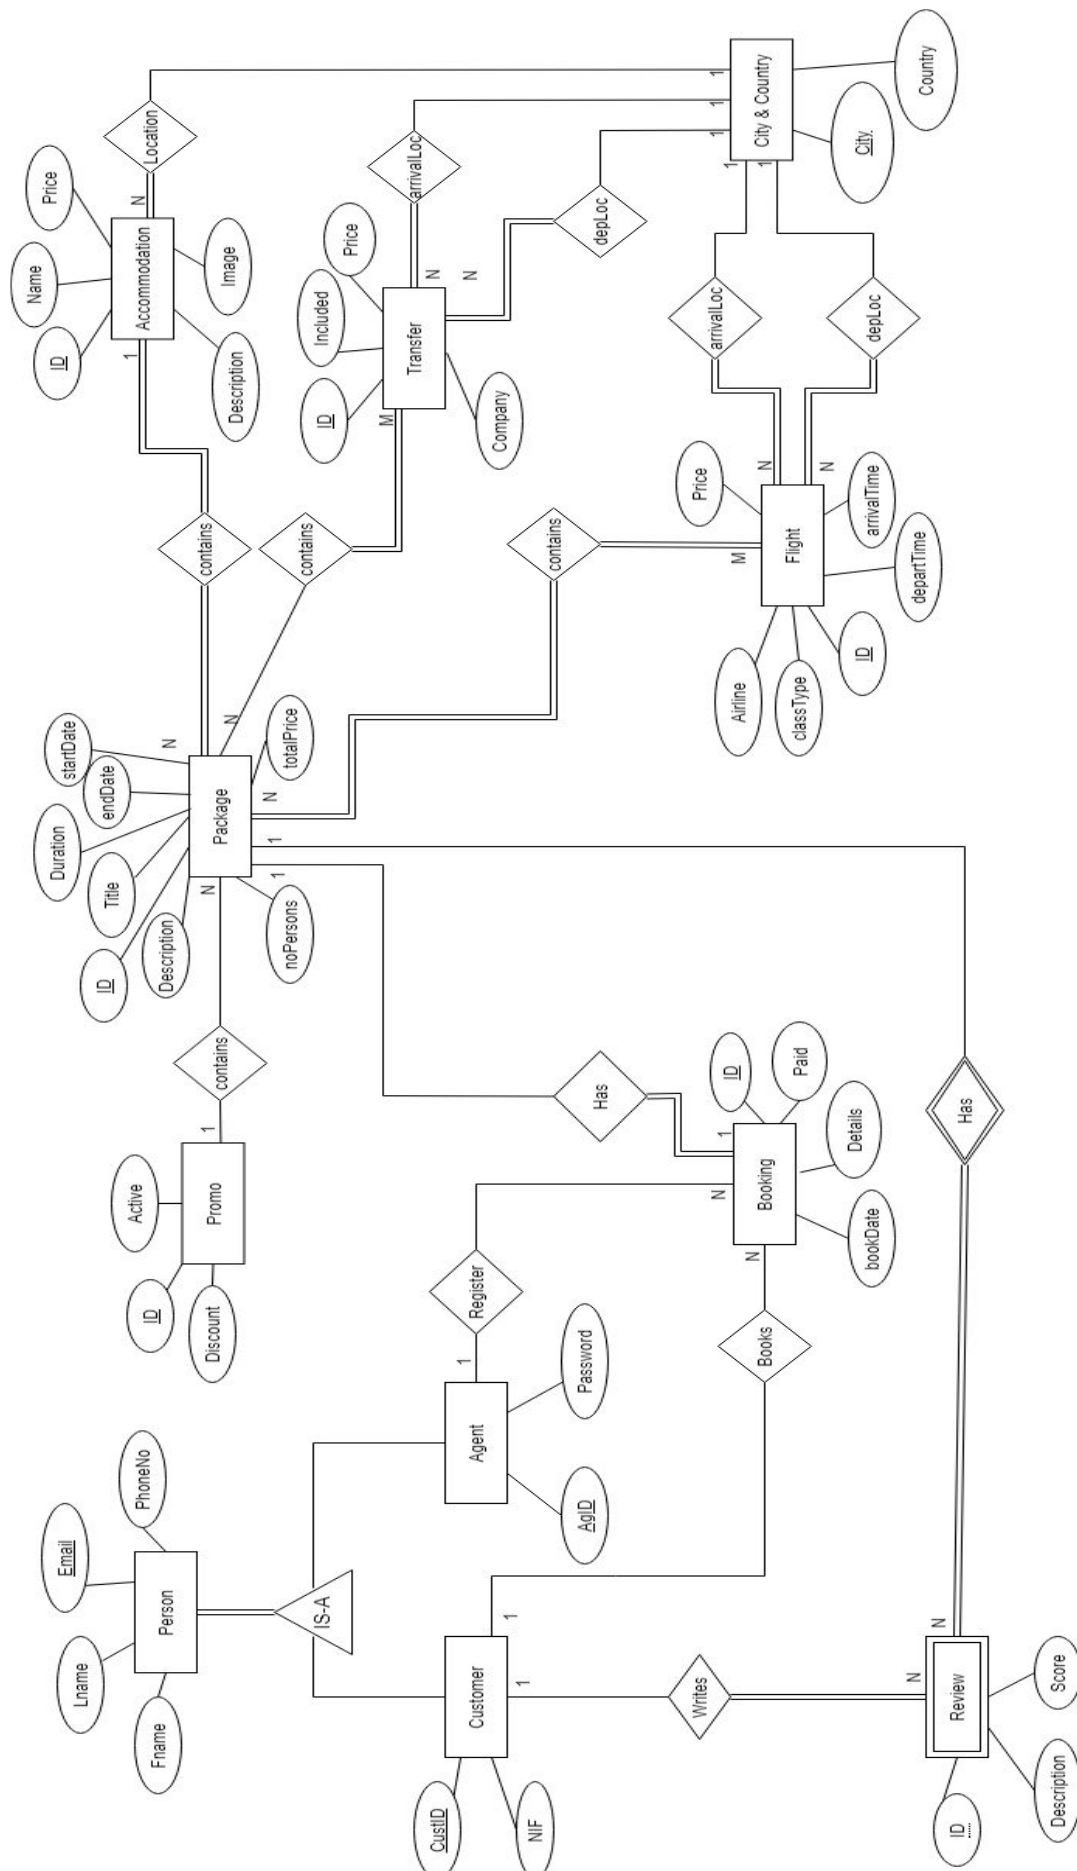 Fname
Lname
Email
PhoneNo
Person
IS-A
CustID
NIF
Customer
1
1
Writes
N
ID
Description
Score
Review
N
Has
AgID
Password
Agent
1
Register
N
Books
N
Booking
1
ID
Paid
Details
bookDate
Has
ID
Active
Discount
Promo
1
contains
N
ID
Description
Title
Duration
endDate
startDate
noPersons
totalPrice
Package
1
1
N
N
N
contains
contains
contains
1
ID
Name
Price
Description
Image
Accommodation
N
Location
1
M
ID
Included
Price
Company
Transfer
N
N
arrivalLoc
depLoc
1
1
M
Airline
classType
ID
departTime
arrivalTime
Price
Flight
N
N
arrivalLoc
depLoc
1
1
City & Country
City
Country